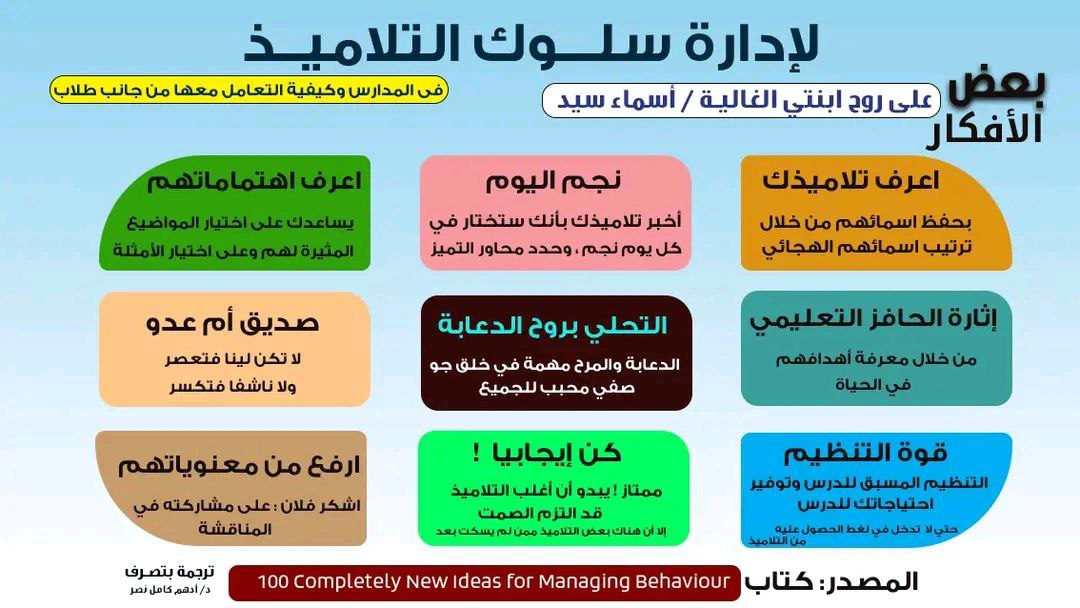 بعض
الأفكار
لإدارة سلوك التلاميذ
على روح ابنتي الغالية / أسماء سيد
فى المدارس وكيفية التعامل معها من جانب طلاب
اعرف تلاميذك
بحفظ اسمائهم من خلال
ترتيب اسمائهم الهجائي
نجم اليوم
أخبر تلاميذك بأنك ستختار في
كل يوم نجم ، وحدد محاور التميز
اعرف اهتماماتهم
يساعدك على اختيار المواضيع
المثيرة لهم وعلى اختيار الأمثلة
إثارة الحافز التعليمي
من خلال معرفة أهدافهم
في الحياة
التحلي بروح الدعابة
الدعابة والمرح مهمة في خلق جو
صفي محبب للجميع
صديق أم عدو
لا تكن لينا فتعصر
ولا ناشفا فتكسر
قوة التنظيم
التنظيم المسبق للدرس وتوفير
احتياجاتك للدرس
حتي لا تدخل في لغط الحصول عليه
من التلاميذ
كن إيجابيا !
ممتاز ! يبدو أن أغلب التلاميذ
قد التزم الصمت
إلا أن هناك بعض التلاميذ ممن لم يسكت بعد
ارفع من معنوياتهم
اشكر فلان : على مشاركته في
المناقشة
المصدر: كتاب 100 Completely New Ideas for Managing Behaviour
ترجمة بتصرف
د/ أدهم كامل نصر